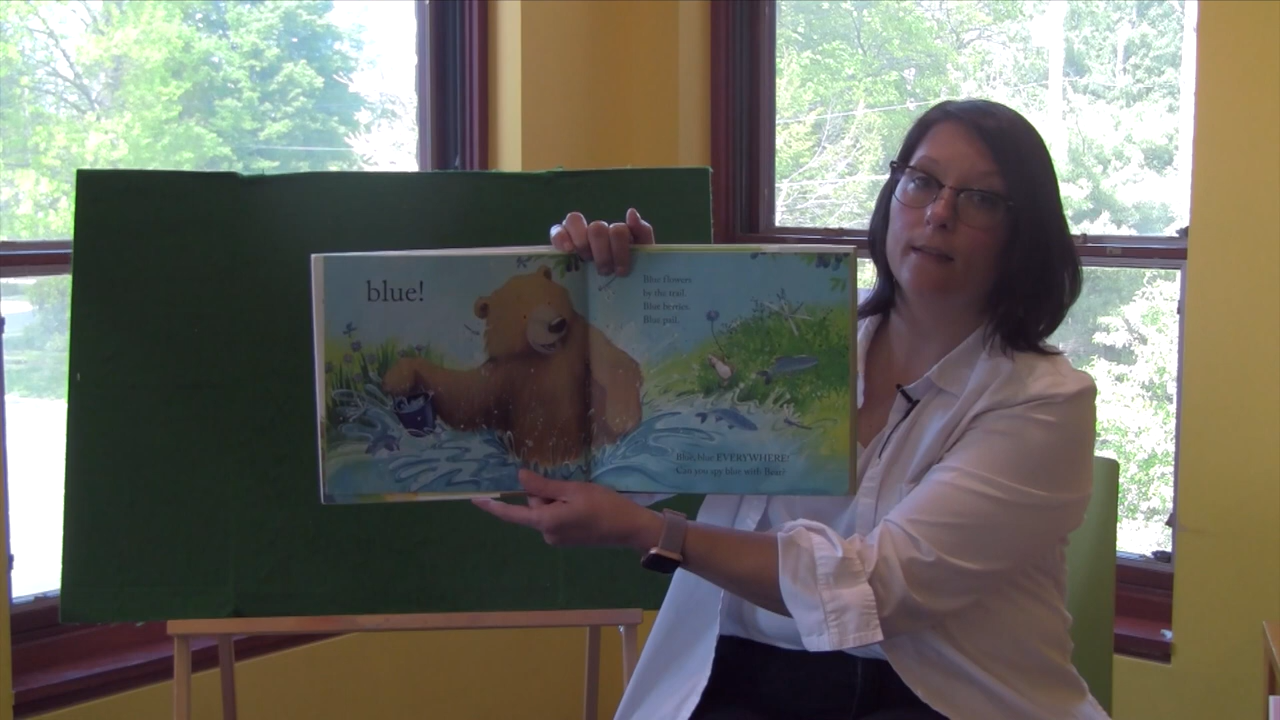 blue!
Blue flowers
by the trail.
Blue berries.
Blue pail.
Blue, blue EVERYWHERE!
Can you spy blue with Bear?